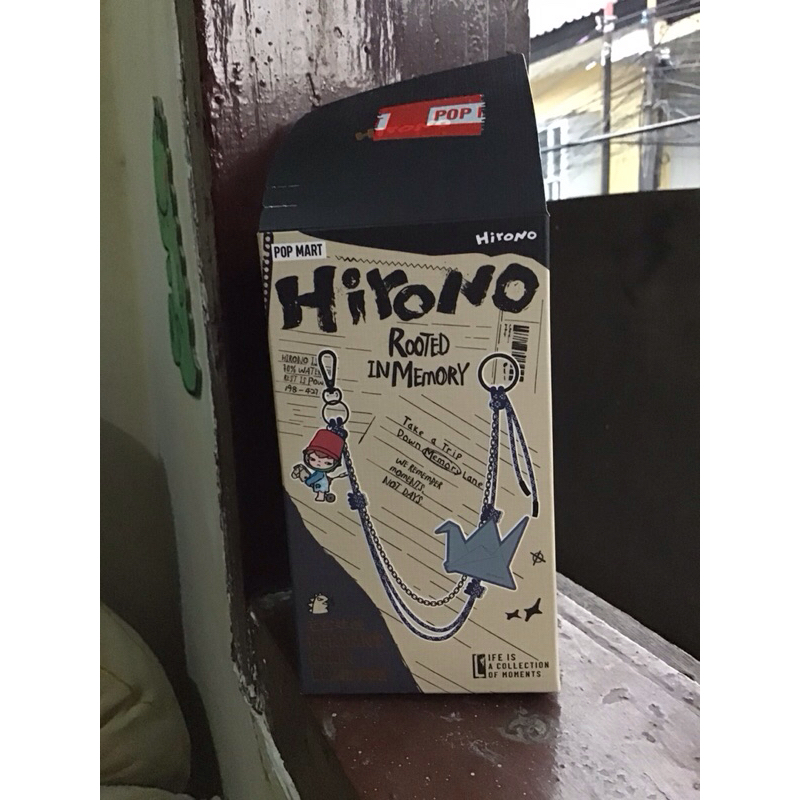 POP M
Hirono
Hirono
POP MART
Hirono
ROOTED
IN MEMORY
Take a Trip
Down Memory Lane
WE REMEMBER
MOMENTS
NOT DAYS
LIFE IS
A COLLECTION
OF MOMENTS